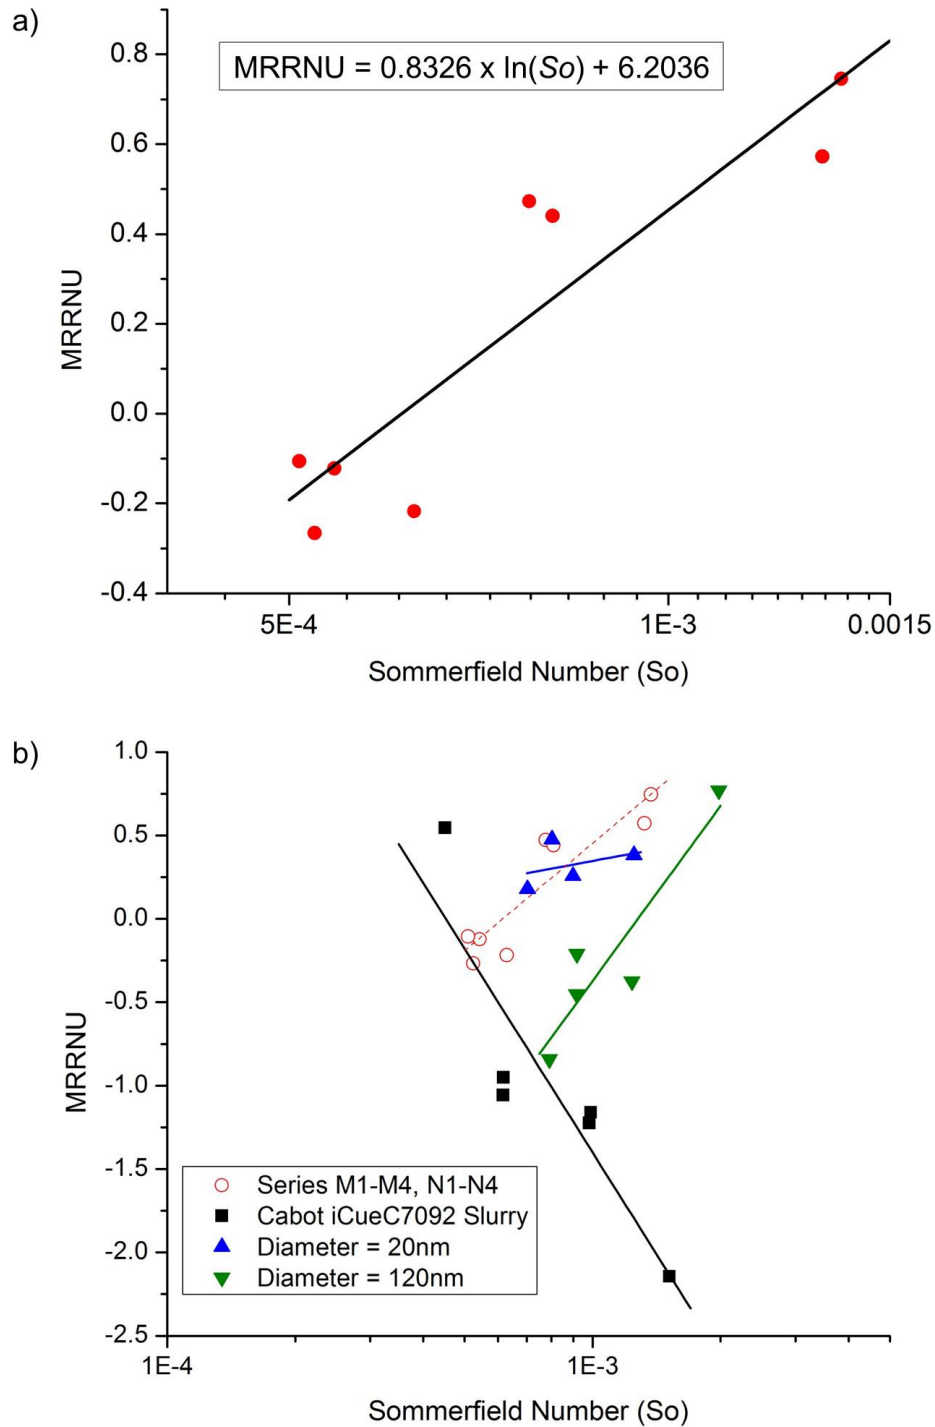 a)
MRRNU = 0.8326 x ln(So) + 6.2036
0.8
0.6
0.4
0.2
0.0
-0.2
-0.4
MRRNU
5E-4
1E-3
0.0015
Sommerfield Number (So)
b)
1.0
0.5
0.0
-0.5
-1.0
-1.5
-2.0
-2.5
MRRNU
Series M1-M4, N1-N4
Cabot iCueC7092 Slurry
Diameter = 20nm
Diameter = 120nm
1E-4
1E-3
Sommerfield Number (So)